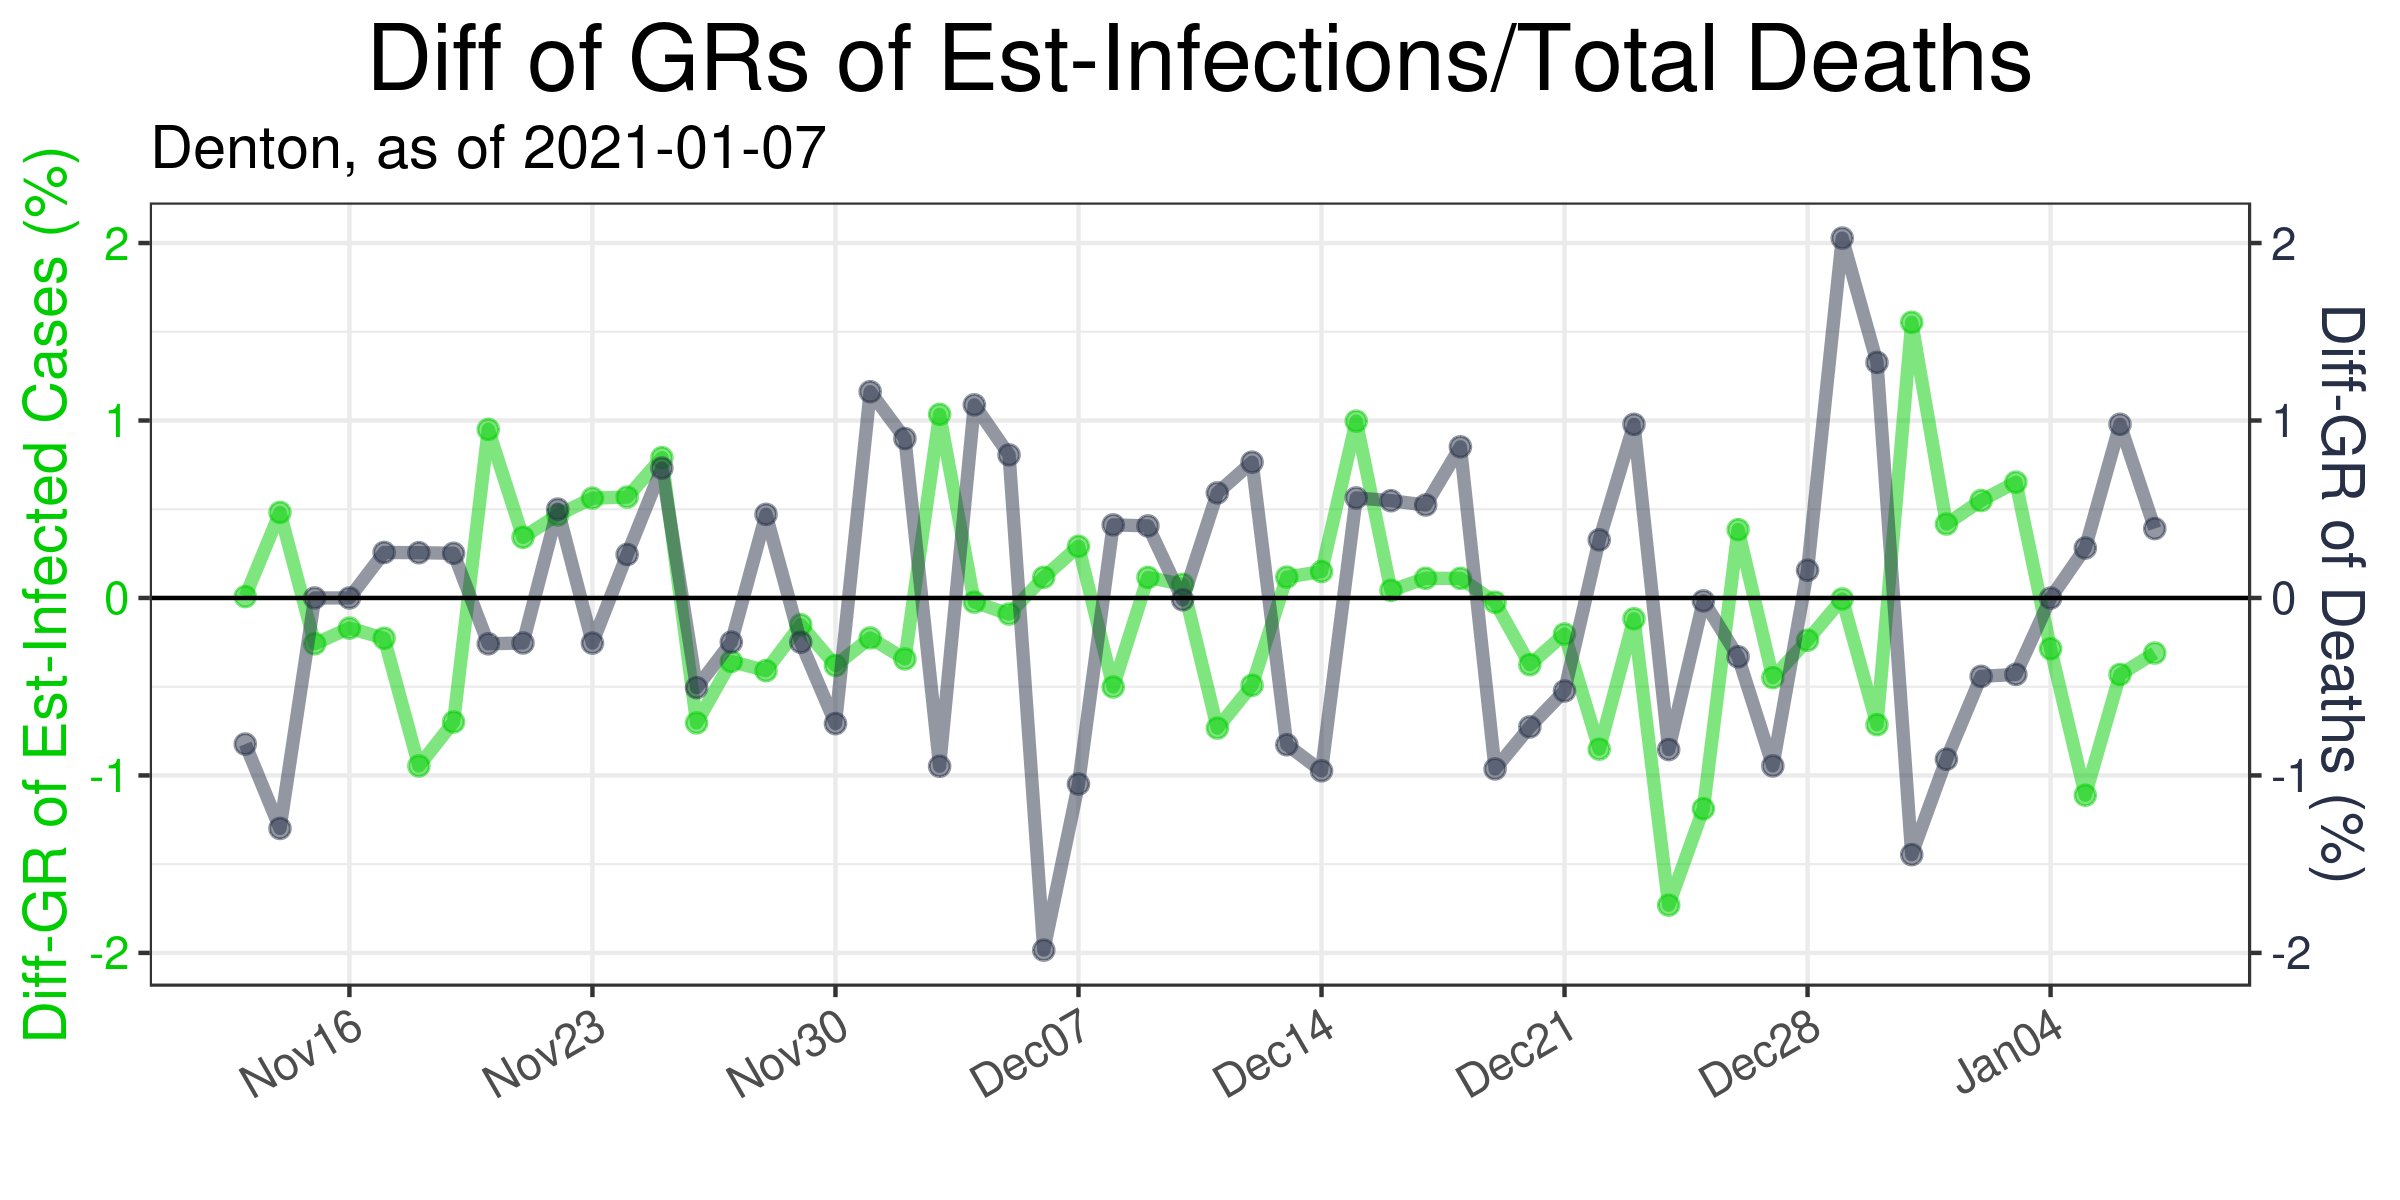 Diff of GRs of Est-Infections/Total Deaths
Denton, as of 2021-01-07
Diff-GR of Est-Infected Cases (%)
2
1
0
-1
-2
2
1
0
-1
-2
Diff-GR of Deaths (%)
Nov16
Nov23
Nov30
Dec07
Dec14
Dec21
Dec28
Jan04